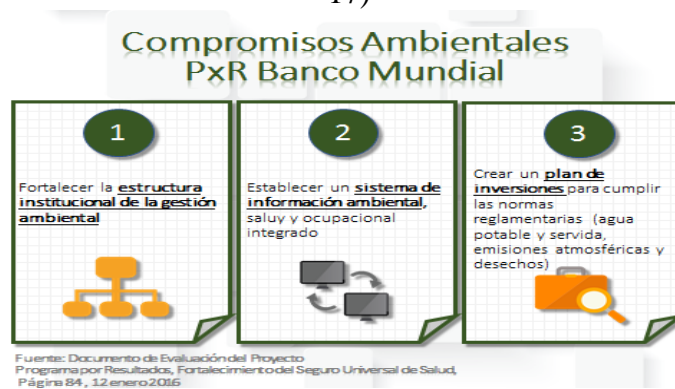 17)
Compromisos Ambientales
PxR Banco Mundial
1
Fortalecer la estructura
institucional de la gestión
ambiental
2
Establecer un sistema de
información ambiental,
saluy y ocupacional
integrado
3
Crear un plan de
inversiones para cumplir
las normas
reglamentarias (agua
potable y servida,
emisiones atmosféricas y
desechos)
Fuente: Documento de Evaluación del Proyecto
Programa por Resultados, Fortalecimiento del Seguro Universal de Salud,
Página 84, 12 enero 2016